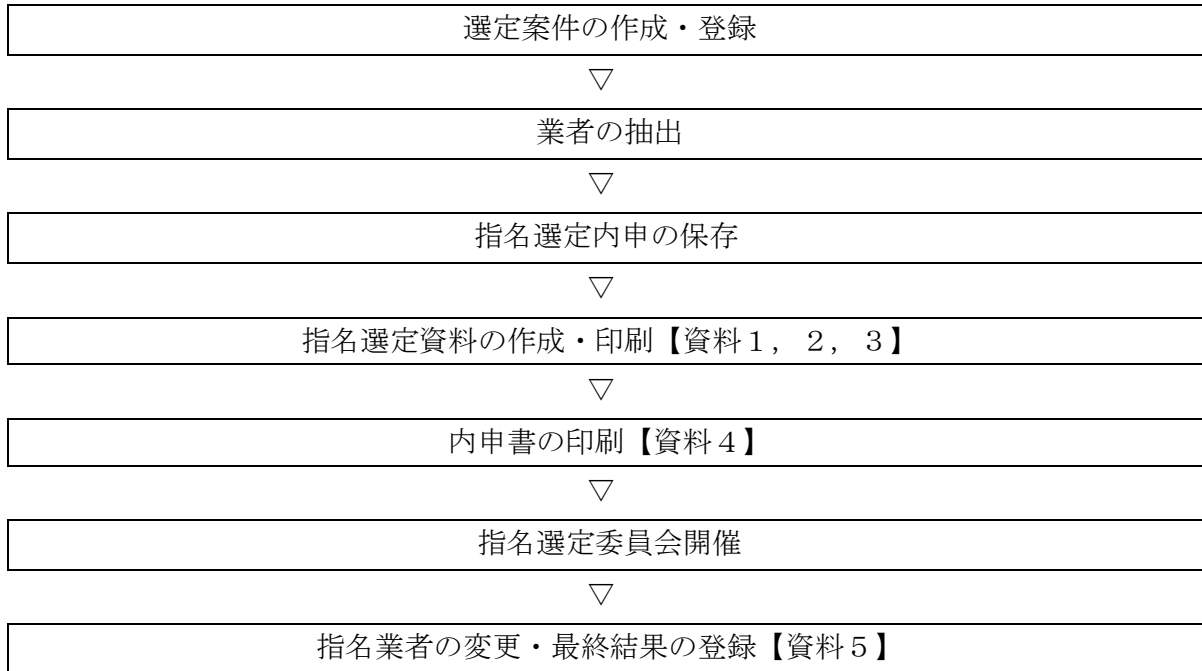 選定案件の作成・登録
▽
業者の抽出
▽
指名選定内申の保存
▽
指名選定資料の作成・印刷【資料１，２，３】
▽
内申書の印刷【資料４】
▽
指名選定委員会開催
▽
指名業者の変更・最終結果の登録【資料５】